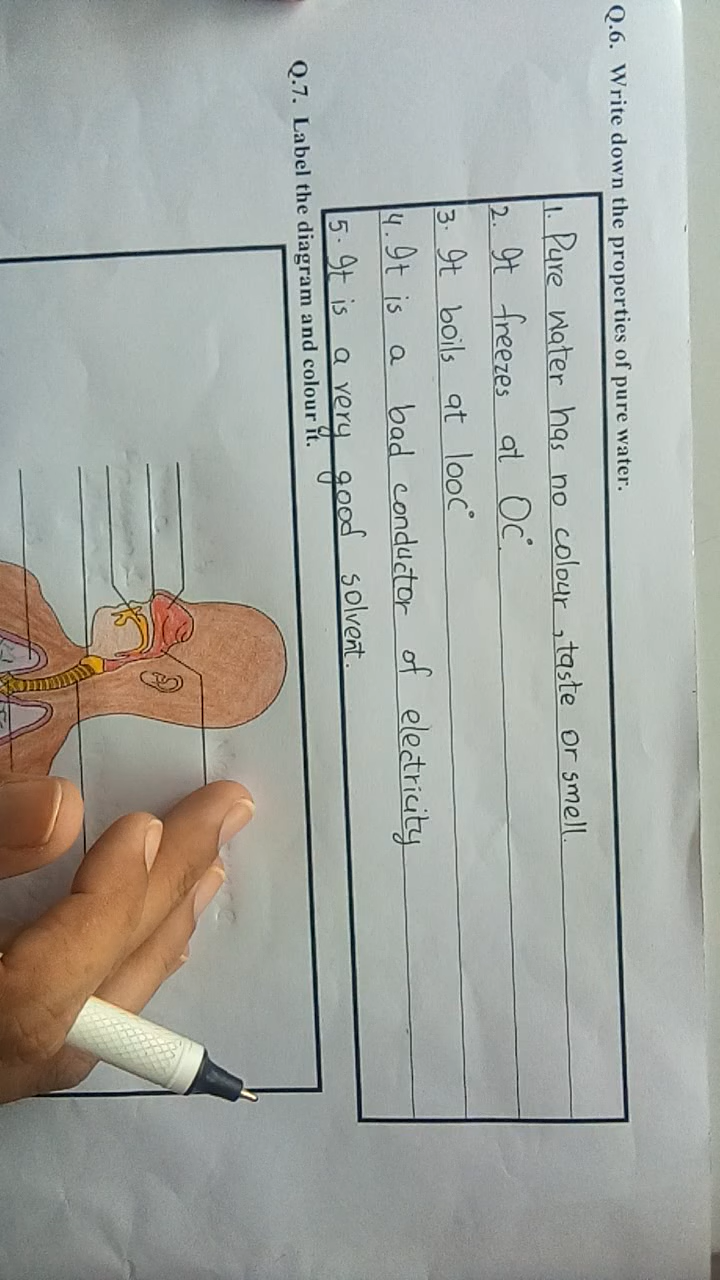 Q.6. Write down the properties of pure water.
1. Pure water has no colour, taste or smell.
2. It freezes at 0c°.
3. It boils at 100c°
4. It is a bad conductor of electricity
5. It is a very good solvent.
Q.7. Label the diagram and colour it.